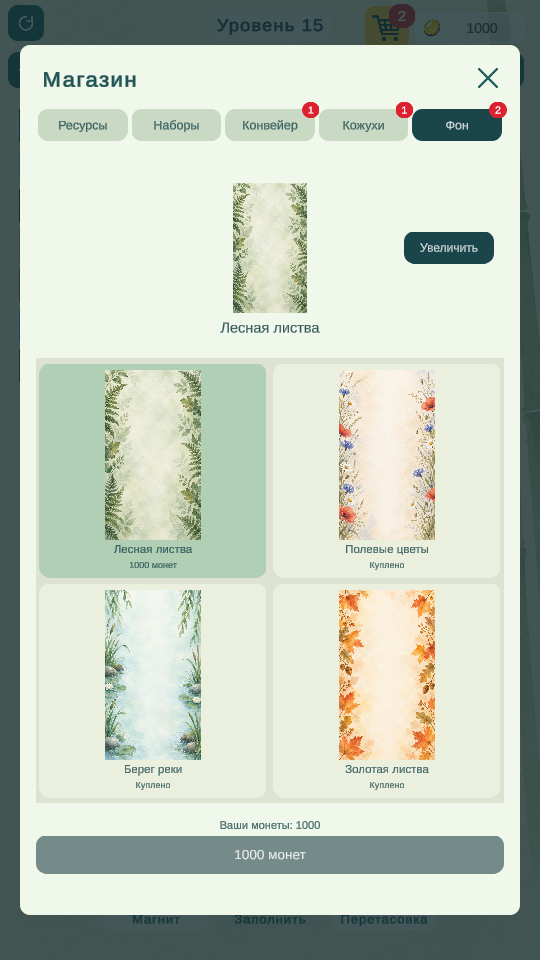 Уровень 15
2
1000
Магазин
Ресурсы
Наборы
Конвейер
1
Кожухи
1
Фон
2
Увеличить
Лесная листва
Лесная листва
1000 монет
Полевые цветы
Куплено
Берег реки
Куплено
Золотая листва
Куплено
Ваши монеты: 1000
1000 монет
Магнит
Заполнить
Перетасовка